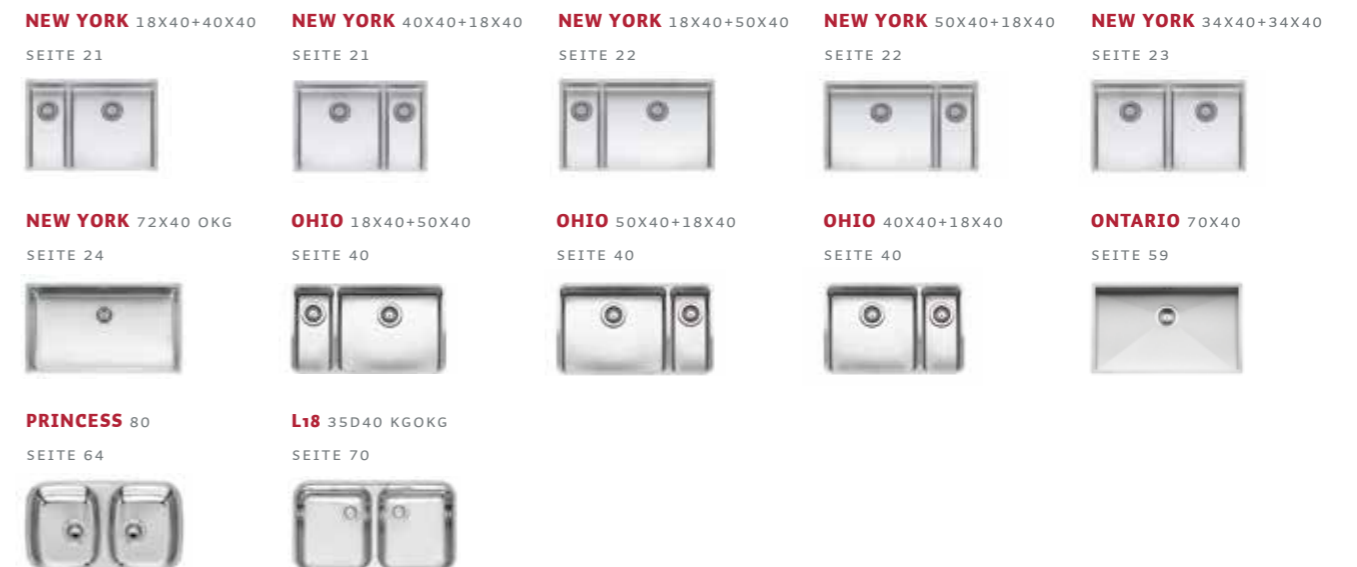 NEW YORK 18X40+40X40
SEITE 21
NEW YORK 40X40+18X40
SEITE 21
NEW YORK 18X40+50X40
SEITE 22
NEW YORK 50X40+18X40
SEITE 22
NEW YORK 34X40+34X40
SEITE 23
NEW YORK 72X40 OKG
SEITE 24
OHIO 18X40+50X40
SEITE 40
OHIO 50X40+18X40
SEITE 40
OHIO 40X40+18X40
SEITE 40
ONTARIO 70X40
SEITE 59
PRINCESS 80
SEITE 64
L18 35D40 KGOKG
SEITE 70